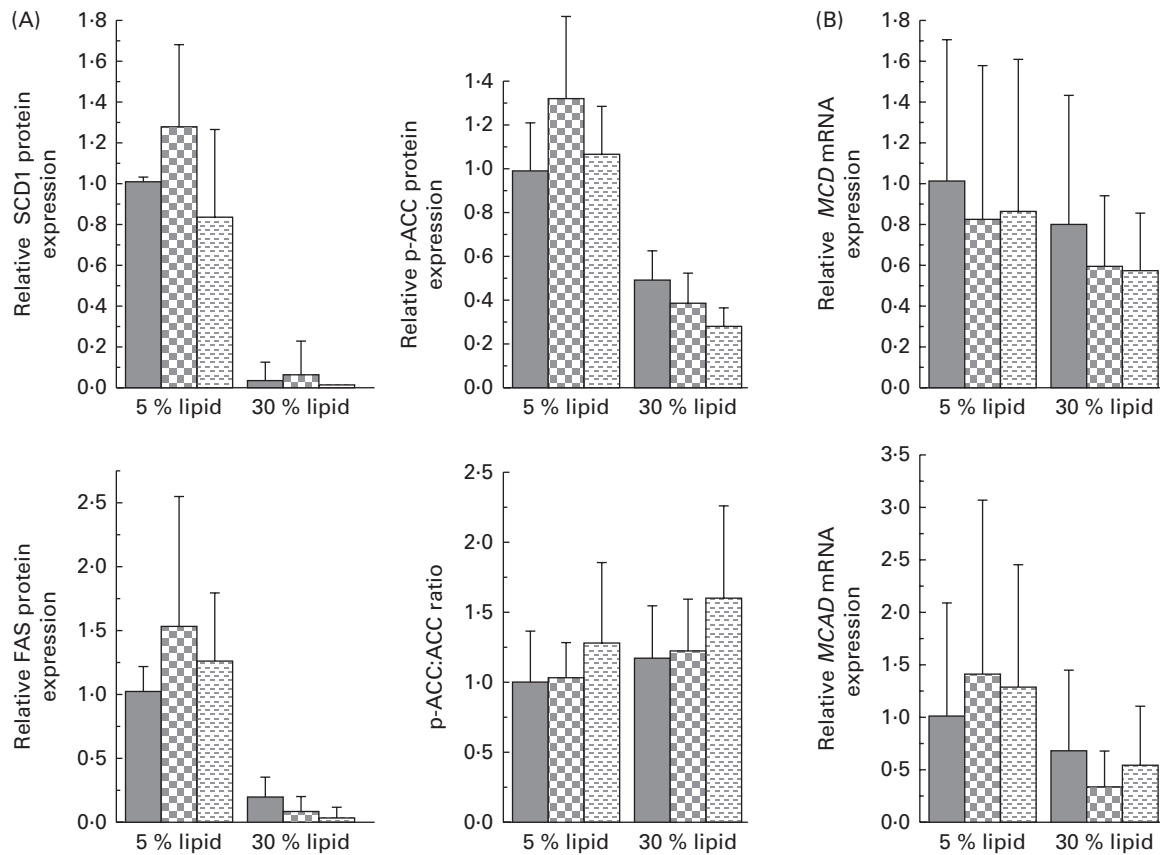 (A)
Relative SCD1 protein
expression
1·8
1·6
1·4
1·2
1·0
0·8
0·6
0·4
0·2
0·0
5 % lipid
30 % lipid
Relative p-ACC protein
expression
1·4
1·2
1·0
0·8
0·6
0·4
0·2
0·0
5 % lipid
30 % lipid
(B)
Relative MCD mRNA
expression
1·8
1·6
1·4
1·2
1·0
0·8
0·6
0·4
0·2
0·0
5 % lipid
30 % lipid
Relative FAS protein
expression
2·5
2·0
1·5
1·0
0·5
0·0
5 % lipid
30 % lipid
p-ACC:ACC ratio
2·5
2·0
1·5
1·0
0·5
0·0
5 % lipid
30 % lipid
Relative MCAD mRNA
expression
3·5
3·0
2·5
2·0
1·5
1·0
0·5
0·0
5 % lipid
30 % lipid